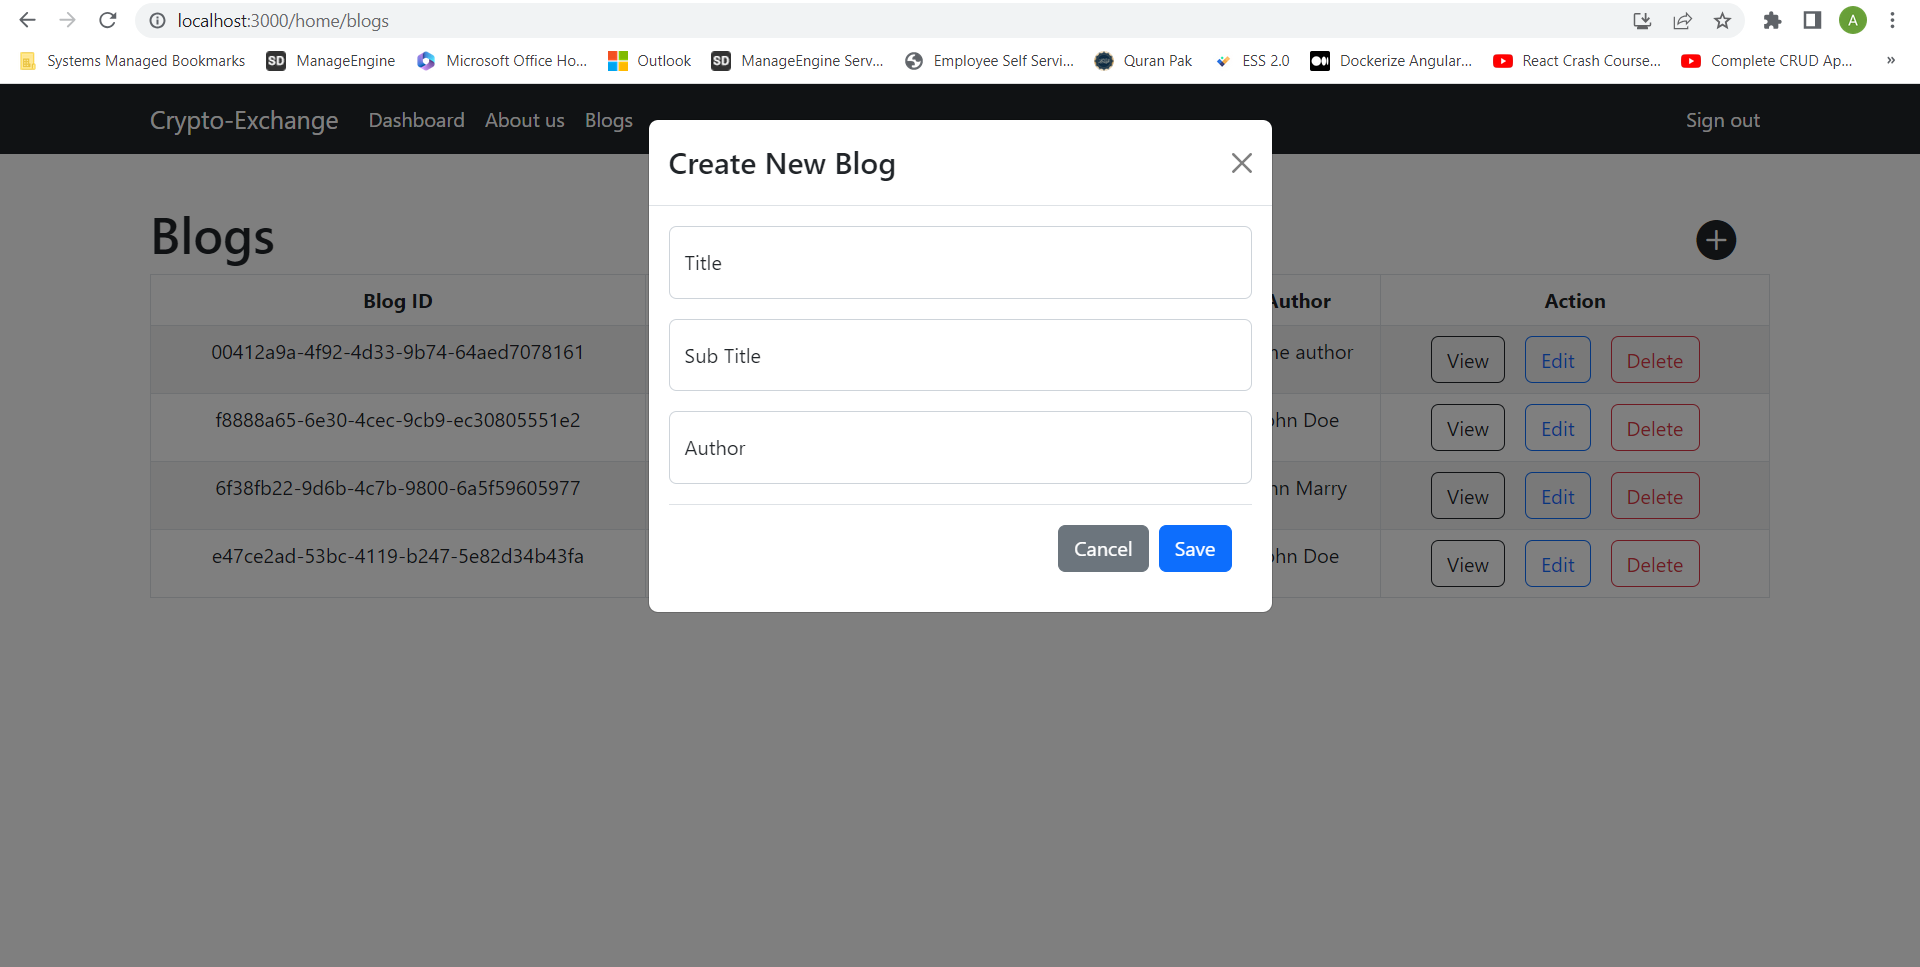 localhost:3000/home/blogs
A
Systems Managed Bookmarks SD ManageEngine Microsoft Office Ho... Outlook SD ManageEngine Serv... Employee Self Servi... Quran Pak ESS 2.0 Dockerize Angular... React Crash Course... Complete CRUD Ap... »
Crypto-Exchange Dashboard About us Blogs Sign out
Create New Blog
Title
Sub Title
Author
Cancel Save
Blogs
Blog ID Author Action
00412a9a-4f92-4d33-9b74-64aed7078161 author View Edit Delete
f8888a65-6e30-4cec-9cb9-ec30805551e2 Doe View Edit Delete
6f38fb22-9d6b-4c7b-9800-6a5f59605977 Marry View Edit Delete
e47ce2ad-53bc-4119-b247-5e82d34b43fa Doe View Edit Delete